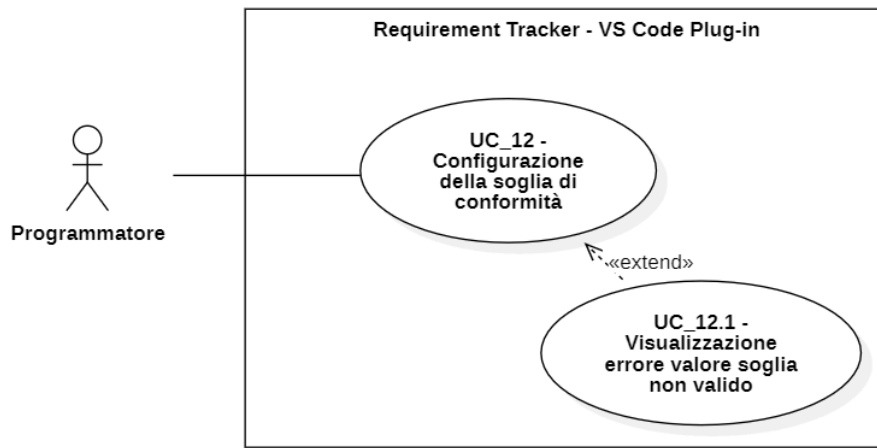 Requirement Tracker - VS Code Plug-in
UC_12 -
Configurazione
della soglia di
conformità
Programmatore
«extend»
UC_12.1 -
Visualizzazione
errore valore soglia
non valido